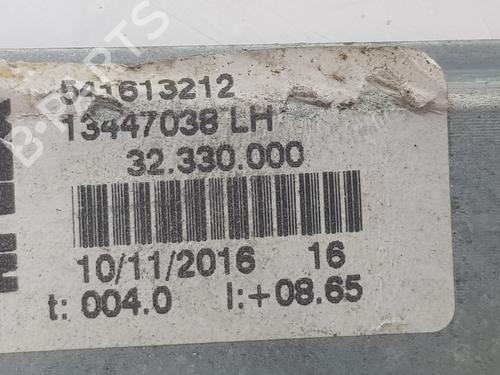 541613212
13447038 LH
32.330.000
10/11/2016 16
t: 004.0 l:+08.65
B-PARTS